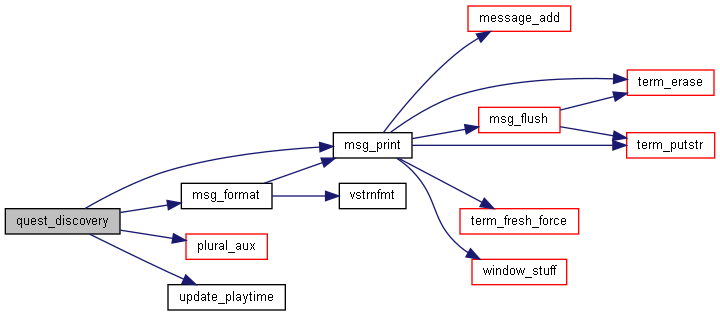 message_add
term_erase
msg_flush
msg_print
term_putstr
msg_format
vstrnfmt
quest_discovery
term_fresh_force
plural_aux
window_stuff
update_playtime